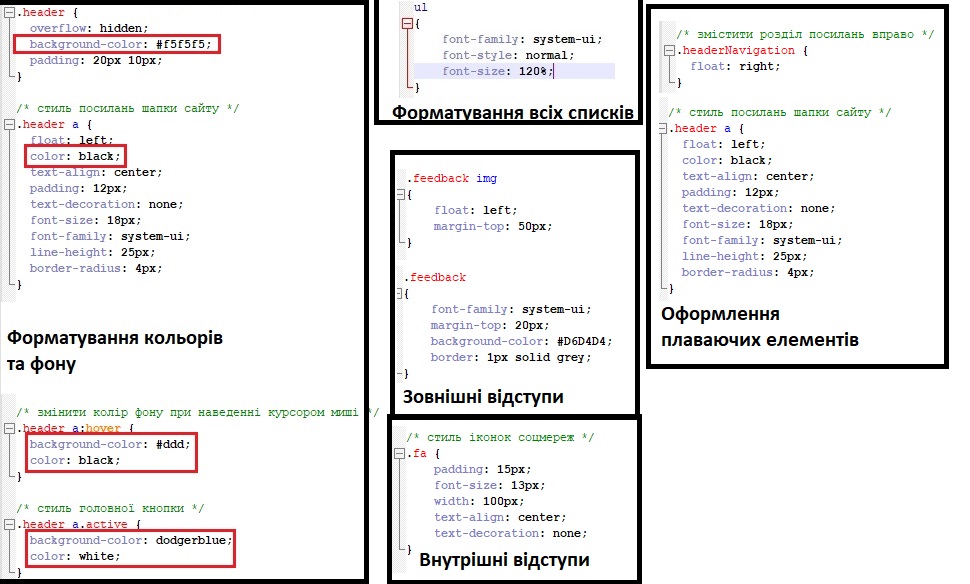 .header {
overflow: hidden;
background-color: #f5f5f5;
padding: 20px 10px;
}
/* стиль посилань шапки сайту */
.header a {
float: left;
color: black;
text-align: center;
padding: 12px;
text-decoration: none;
font-size: 18px;
font-family: system-ui;
line-height: 25px;
border-radius: 4px;
}
Форматування кольорів
та фону
/* змінити колір фону при наведенні курсором миші */
.header a:hover {
background-color: #ddd;
color: black;
}
/* стиль головної кнопки */
.header a.active {
background-color: dodgerblue;
color: white;
}
ul
{
font-family: system-ui;
font-style: normal;
font-size: 120%;
}
Форматування всіх списків
.feedback img
{
float: left;
margin-top: 50px;
}
.feedback
{
font-family: system-ui;
margin-top: 20px;
background-color: #D6D4D4;
border: 1px solid grey;
}
Зовнішні відступи
/* стиль іконок соцмереж */
.fa {
padding: 15px;
font-size: 13px;
width: 100px;
text-align: center;
text-decoration: none;
}
Внутрішні відступи
/* змістити розділ посилань вправо */
.headerNavigation {
float: right;
}
/* стиль посилань шапки сайту */
.header a {
float: left;
color: black;
text-align: center;
padding: 12px;
text-decoration: none;
font-size: 18px;
font-family: system-ui;
line-height: 25px;
border-radius: 4px;
}
Оформлення
плаваючих елементів